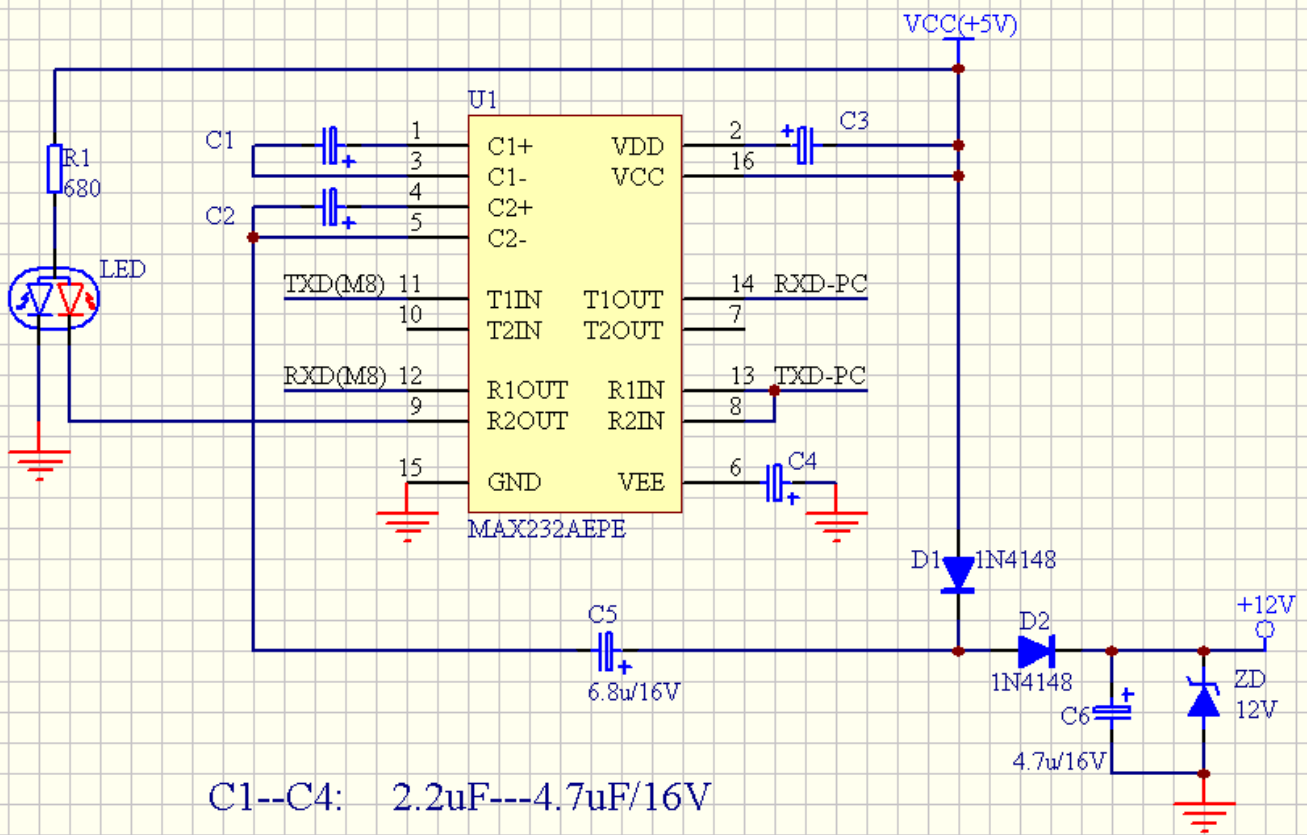 VCC(+5V)
U1
C1
1
C1+
VDD
2
+
C3
R1
680
+
3
C1-
VCC
16
C2
4
C2+
+
5
C2-
LED
TXD(M8)
11
T1IN
T1OUT
14
RXD-PC
10
T2IN
T2OUT
7
RXD(M8)
12
R1OUT
R1IN
13
TXD-PC
9
R2OUT
R2IN
8
15
GND
VEE
6
C4
+
MAX232AEPE
D1
1N4148
C5
+
6.8u/16V
D2
1N4148
+12V
+
C6
4.7u/16V
ZD
12V
C1--C4: 2.2uF---4.7uF/16V